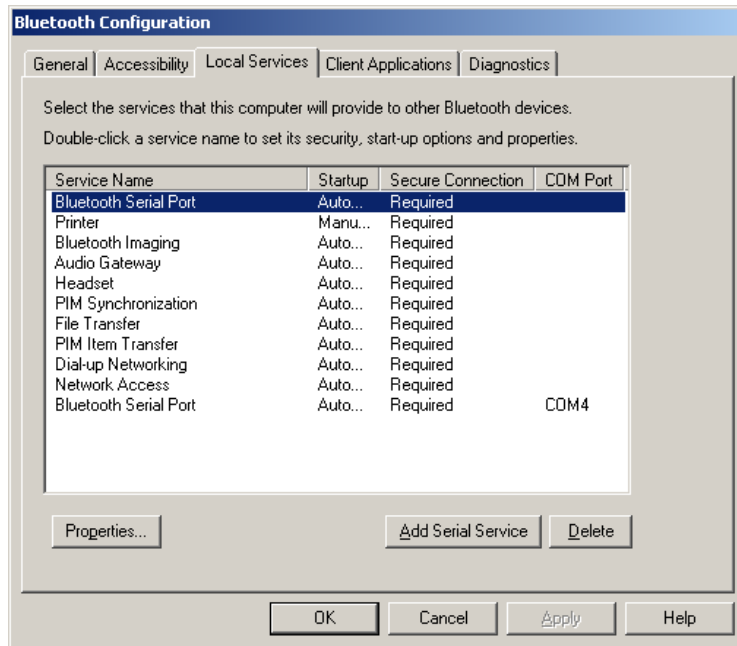 Bluetooth Configuration
General Accessibility Local Services Client Applications Diagnostics
Select the services that this computer will provide to other Bluetooth devices.
Double-click a service name to set its security, start-up options and properties.
Service Name Startup Secure Connection COM Port
Bluetooth Serial Port Auto... Required
Printer Manu... Required
Bluetooth Imaging Auto... Required
Audio Gateway Auto... Required
Headset Auto... Required
PIM Synchronization Auto... Required
File Transfer Auto... Required
PIM Item Transfer Auto... Required
Dial-up Networking Auto... Required
Network Access Auto... Required
Bluetooth Serial Port Auto... Required COM4
Properties... Add Serial Service Delete
OK Cancel Apply Help